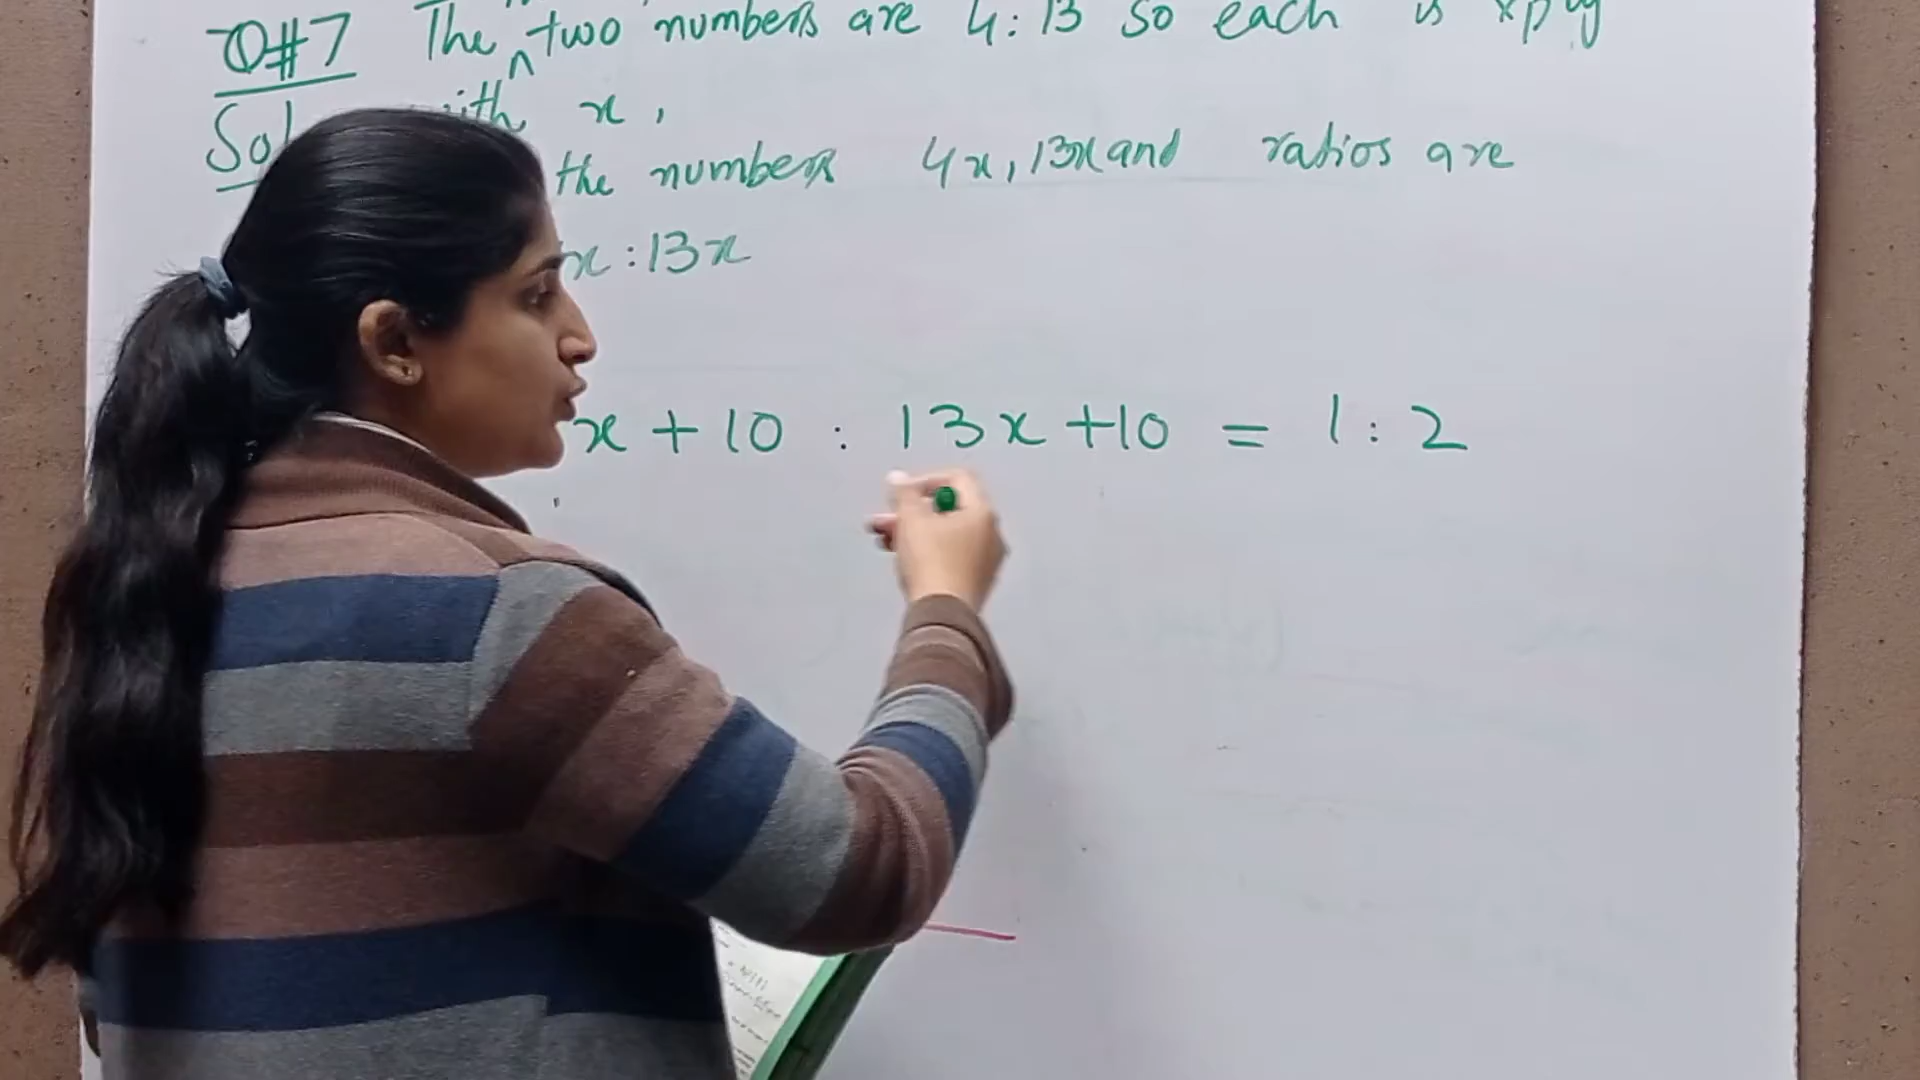 Q#7 The two numbers are 4:13 so each is xply
Sol with x,
the numbers 4x, 13x and ratios are
x : 13x
x + 10 : 13x + 10 = 1 : 2